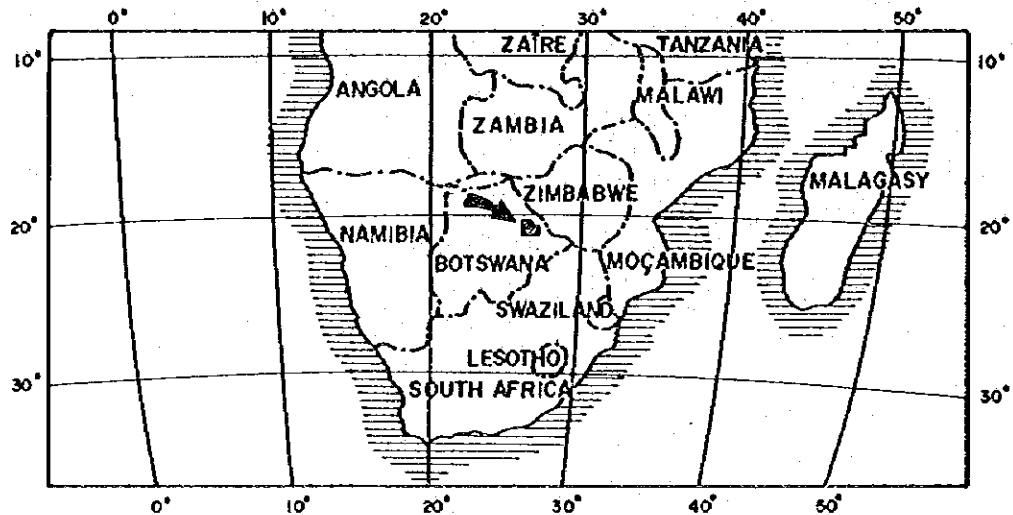 0° 10° 20° 30° 40° 50°
ZAÏRE TANZANIA
10° 10°
ANGOLA MALAWI
ZAMBIA
ZIMBABWE MALAGASY
20° NAMIBIA 20°
BOTSWANA MOÇAMBIQUE
SWAZILAND
LESOTHO
30° SOUTH AFRICA 30°
0° 10° 20° 30° 40° 50°